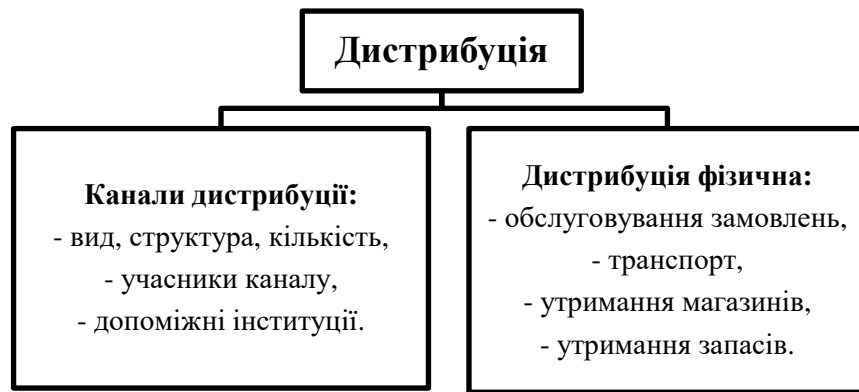 Дистрибуція
Канали дистрибуції:
- вид, структура, кількість,
- учасники каналу,
- допоміжні інституції.
Дистрибуція фізична:
- обслуговування замовлень,
- транспорт,
- утримання магазинів,
- утримання запасів.